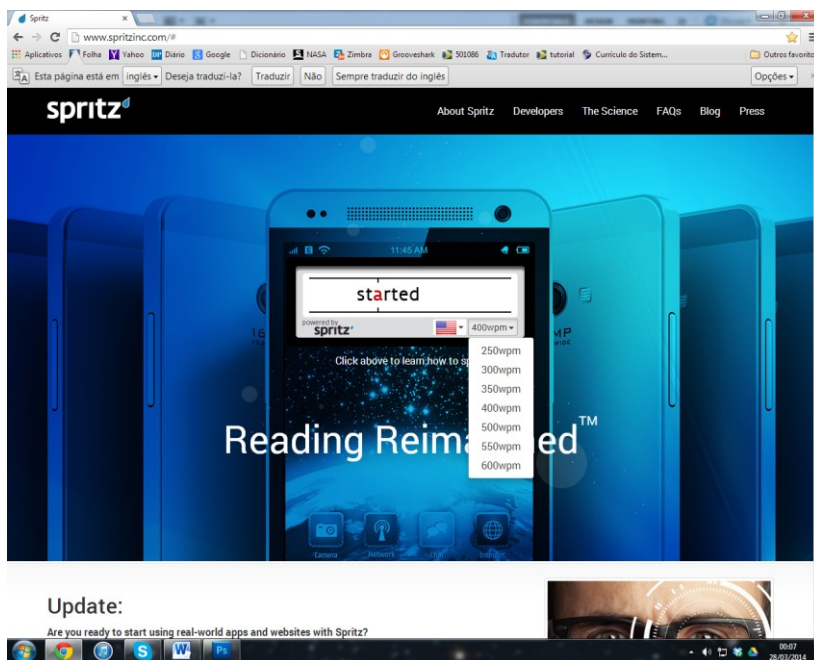 Spritz
www.spritzinc.com/#
Aplicativos Folha Yahoo Diário Google Dicionário NASA Zimbra Grooveshark 501086 Tradutor tutorial Currículo do Sistem... Outros favorito
Esta página está em inglês Deseja traduzi-la? Traduzir Não Sempre traduzir do inglês Opções
sprıtz
About Spritz Developers The Science FAQs Blog Press
11:45 AM
started
powered by
sprıtz 400wpm
250wpm
Click above to learn how to sp
300wpm
350wpm
400wpm
Reading Reima ed™
500wpm
550wpm
600wpm
Camera Network Chat
Update:
Are you ready to start using real-world apps and websites with Spritz?
00:07
28/03/2014